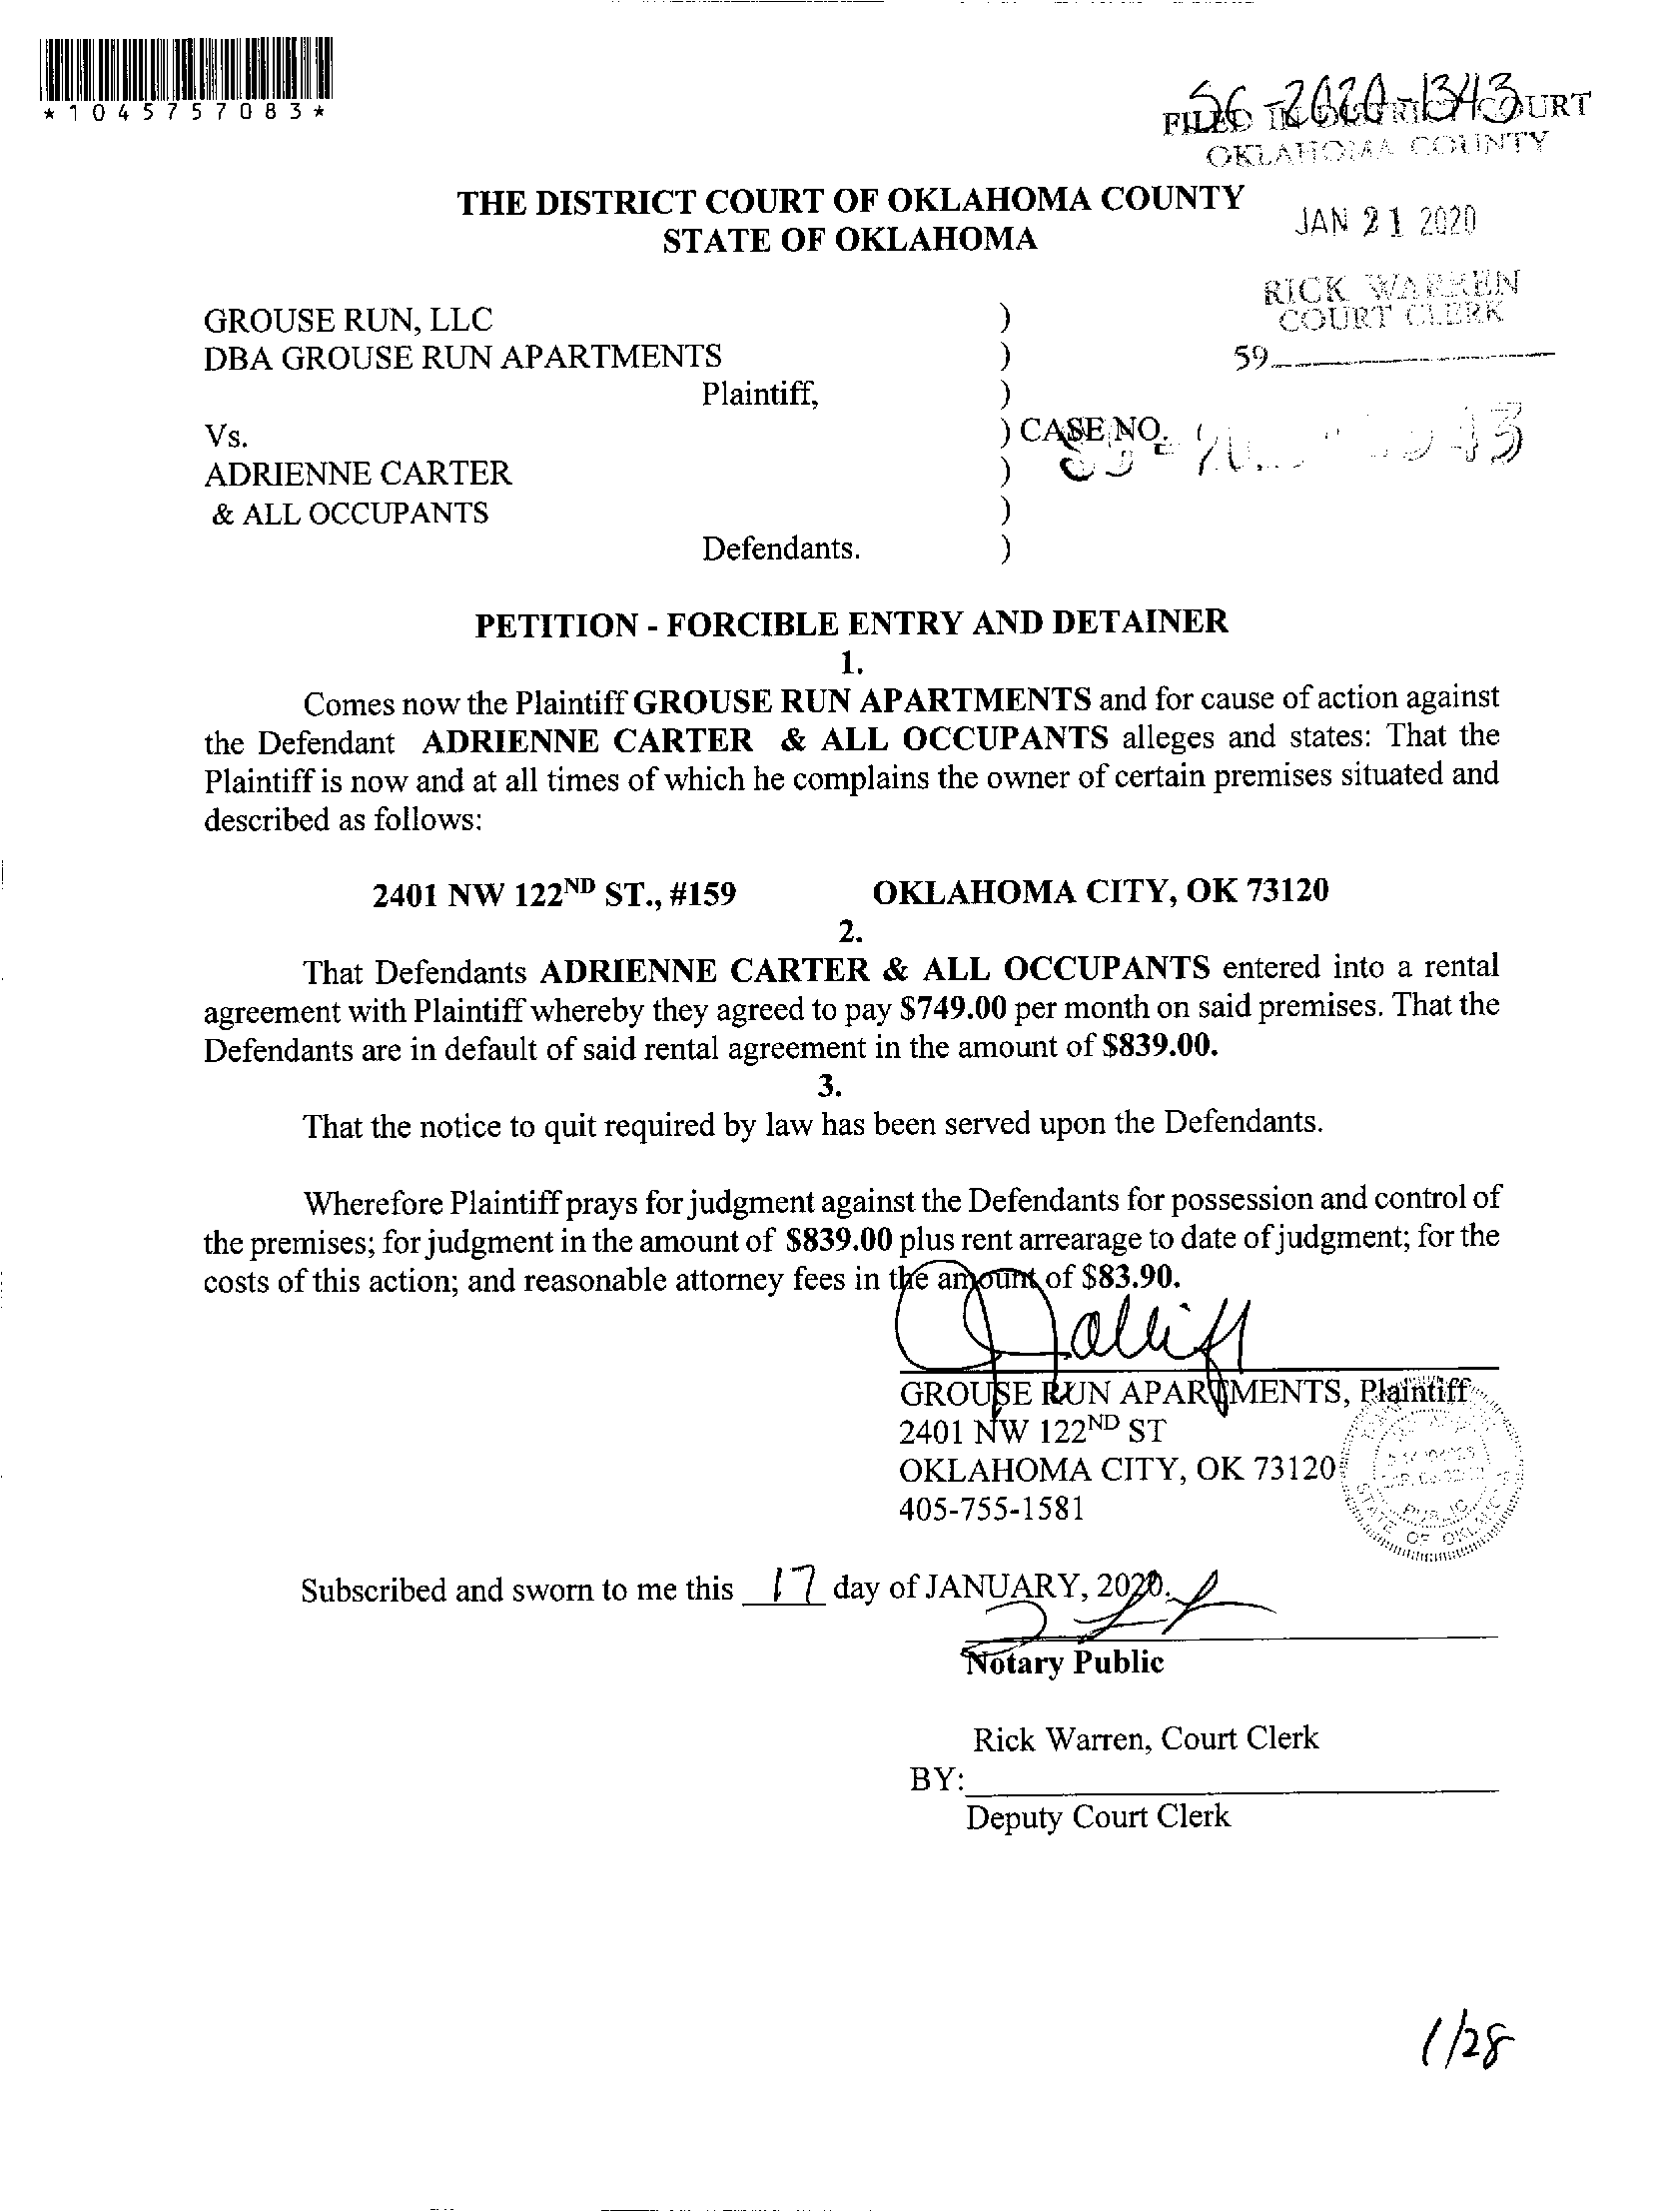 *1045757083*
SC-2020-1343
FILED IN DISTRICT COURT
OKLAHOMA COUNTY
THE DISTRICT COURT OF OKLAHOMA COUNTY
STATE OF OKLAHOMA
JAN 21 2020
RICK WARREN
COURT CLERK
59
GROUSE RUN, LLC )
DBA GROUSE RUN APARTMENTS )
Plaintiff, )
Vs. ) CASE NO.
ADRIENNE CARTER )
& ALL OCCUPANTS )
Defendants. )
PETITION - FORCIBLE ENTRY AND DETAINER
1.
Comes now the Plaintiff GROUSE RUN APARTMENTS and for cause of action against
the Defendant ADRIENNE CARTER & ALL OCCUPANTS alleges and states: That the
Plaintiff is now and at all times of which he complains the owner of certain premises situated and
described as follows:
2401 NW 122ND ST., #159 OKLAHOMA CITY, OK 73120
2.
That Defendants ADRIENNE CARTER & ALL OCCUPANTS entered into a rental
agreement with Plaintiff whereby they agreed to pay $749.00 per month on said premises. That the
Defendants are in default of said rental agreement in the amount of $839.00.
3.
That the notice to quit required by law has been served upon the Defendants.
Wherefore Plaintiff prays for judgment against the Defendants for possession and control of
the premises; for judgment in the amount of $839.00 plus rent arrearage to date of judgment; for the
costs of this action; and reasonable attorney fees in the amount of $83.90.
GROUSE RUN APARTMENTS, Plaintiff
2401 NW 122ND ST
OKLAHOMA CITY, OK 73120
405-755-1581
PUBLIC
STATE OF
Subscribed and sworn to me this 17 day of JANUARY, 2020.
Notary Public
Rick Warren, Court Clerk
BY:
Deputy Court Clerk
1/28